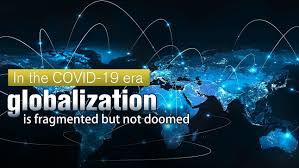 In the COVID-19 era
globalization
is fragmented but not doomed